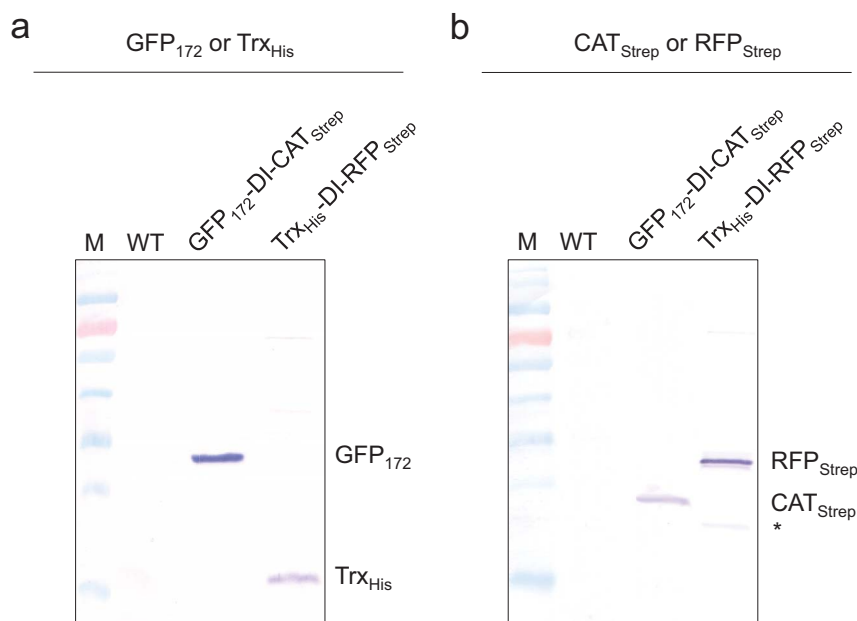 a
GFP172 or TrxHis
M
WT
GFP172-DI-CATStrep
TrxHis-DI-RFPStrep
GFP172
TrxHis
b
CATStrep or RFPStrep
M
WT
GFP172-DI-CATStrep
TrxHis-DI-RFPStrep
RFPStrep
CATStrep
*